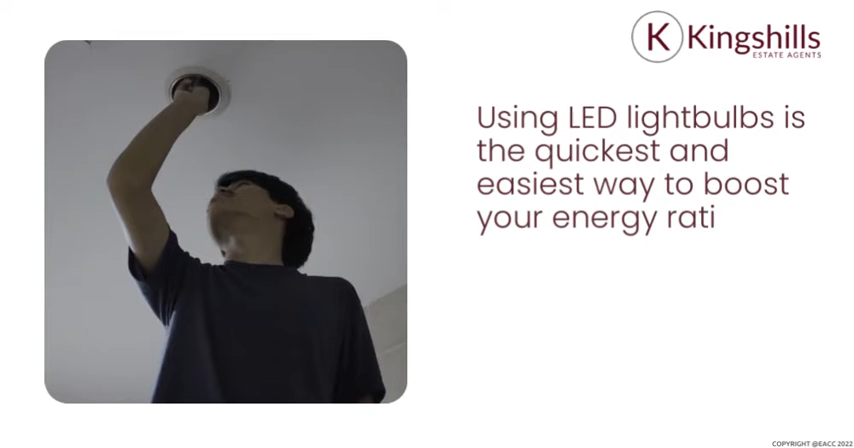 K Kingshills
ESTATE AGENTS
Using LED lightbulbs is
the quickest and
easiest way to boost
your energy rati
COPYRIGHT @EACC 2022